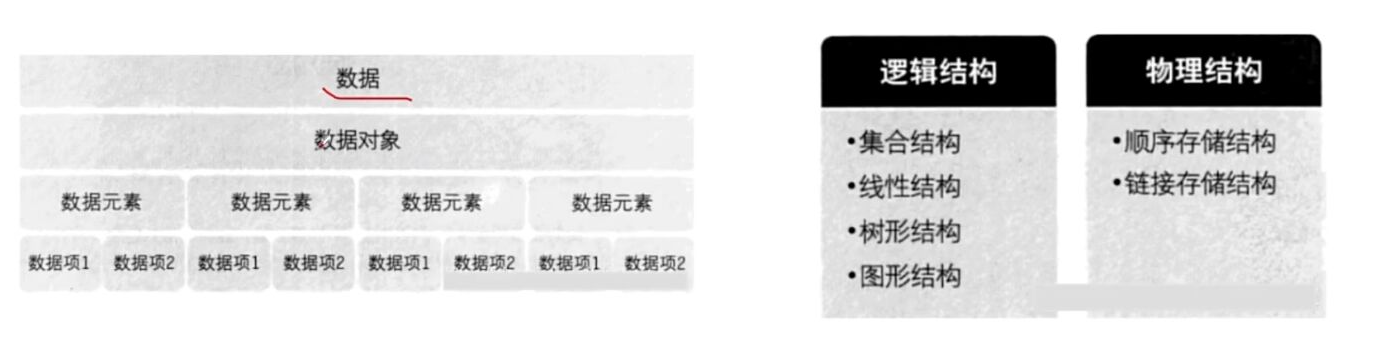 数据
数据对象
数据元素 数据元素 数据元素 数据元素
数据项1 数据项2 数据项1 数据项2 数据项1 数据项2 数据项1 数据项2
逻辑结构
•集合结构
•线性结构
•树形结构
•图形结构
物理结构
•顺序存储结构
•链接存储结构